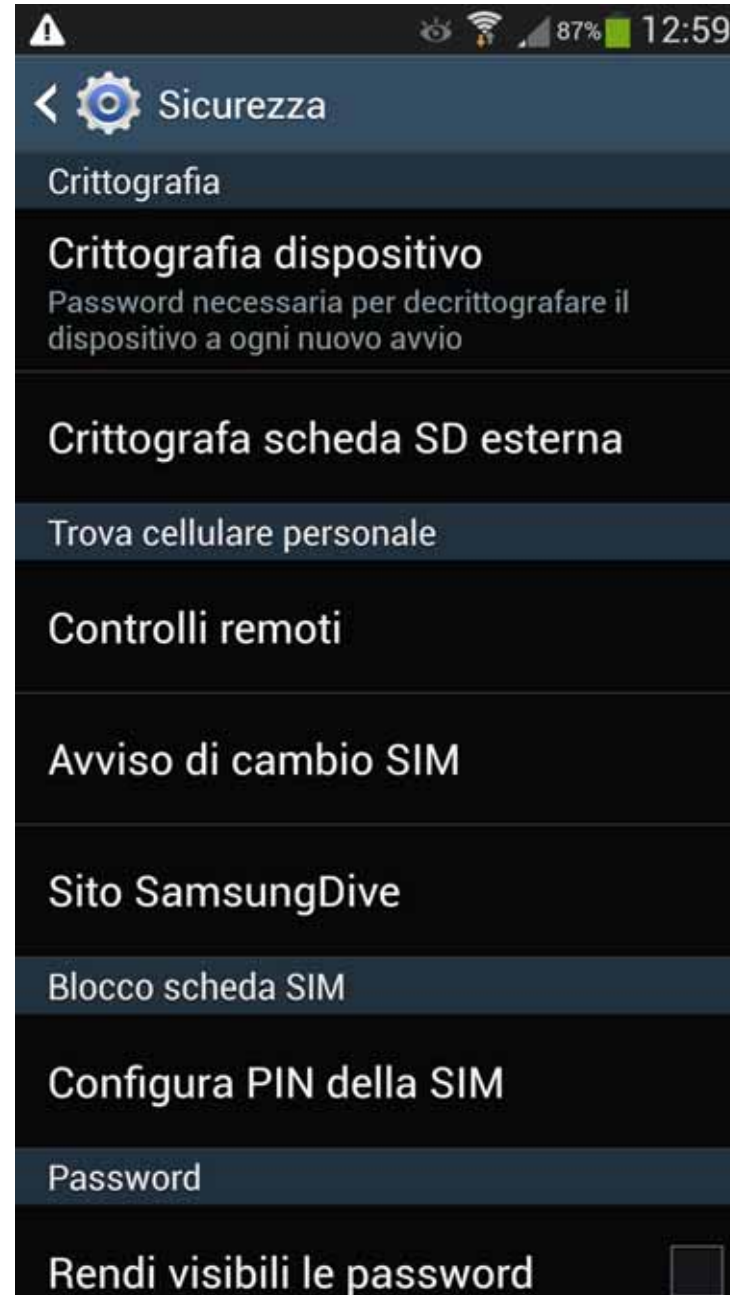 87% 12:59
Sicurezza
Crittografia
Crittografia dispositivo
Password necessaria per decrittografare il
dispositivo a ogni nuovo avvio
Crittografa scheda SD esterna
Trova cellulare personale
Controlli remoti
Avviso di cambio SIM
Sito SamsungDive
Blocco scheda SIM
Configura PIN della SIM
Password
Rendi visibili le password